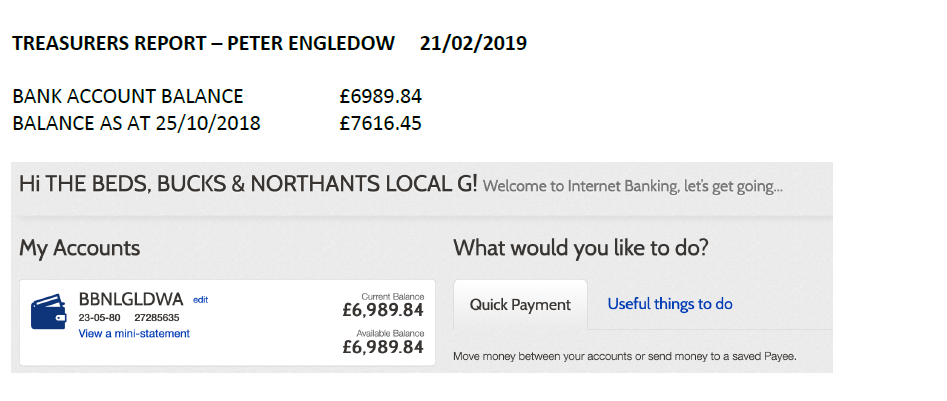 TREASURERS REPORT – PETER ENGLEDOW 21/02/2019
BANK ACCOUNT BALANCE £6989.84
BALANCE AS AT 25/10/2018 £7616.45
Hi THE BEDS, BUCKS & NORTHANTS LOCAL G! Welcome to Internet Banking, let's get going...
My Accounts
What would you like to do?
BBNLGLDWA edit
23-05-80 27285635
View a mini-statement
Current Balance
£6,989.84
Available Balance
£6,989.84
Quick Payment
Useful things to do
Move money between your accounts or send money to a saved Payee.